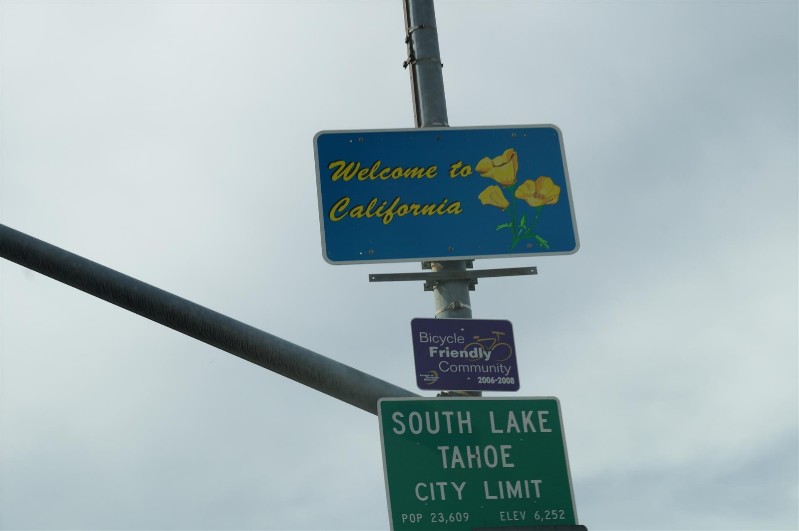 Welcome to
California
Bicycle
Friendly
Community
2006-2008
SOUTH LAKE
TAHOE
CITY LIMIT
POP 23,609 ELEV 6,252